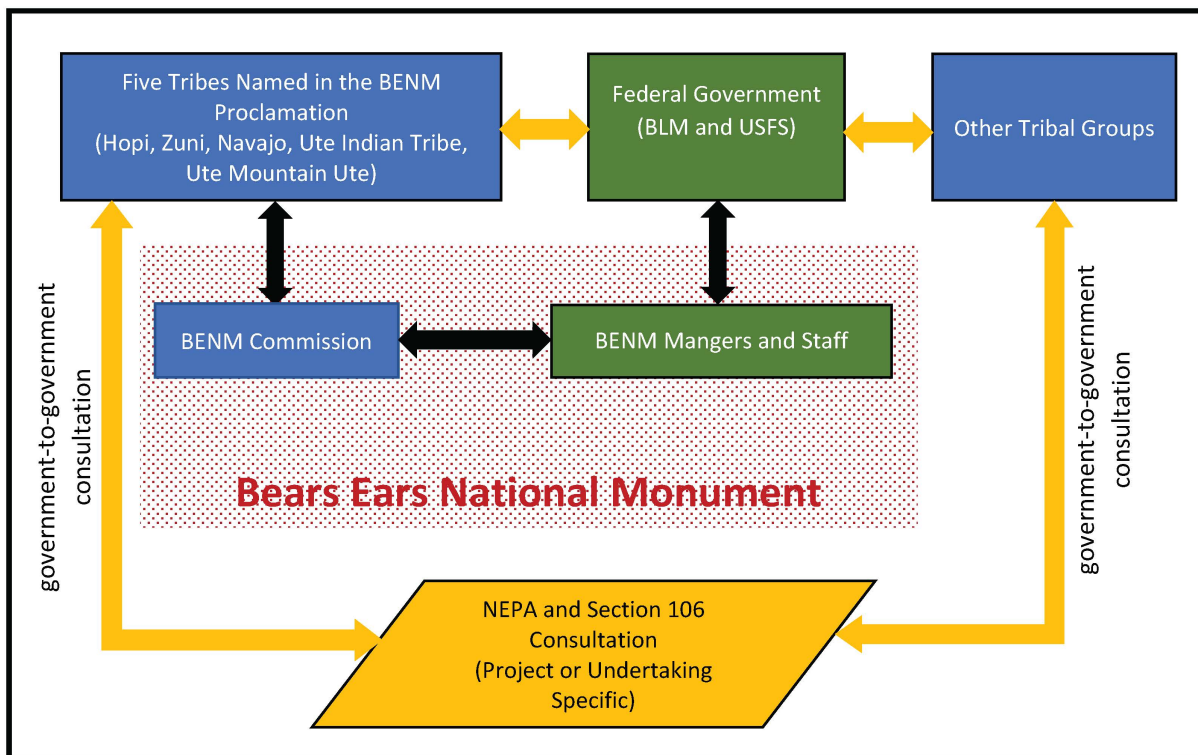 Five Tribes Named in the BENM
Proclamation
(Hopi, Zuni, Navajo, Ute Indian Tribe,
Ute Mountain Ute)
Federal Government
(BLM and USFS)
Other Tribal Groups
BENM Commission
BENM Mangers and Staff
Bears Ears National Monument
government-to-government
consultation
government-to-government
consultation
NEPA and Section 106
Consultation
(Project or Undertaking
Specific)